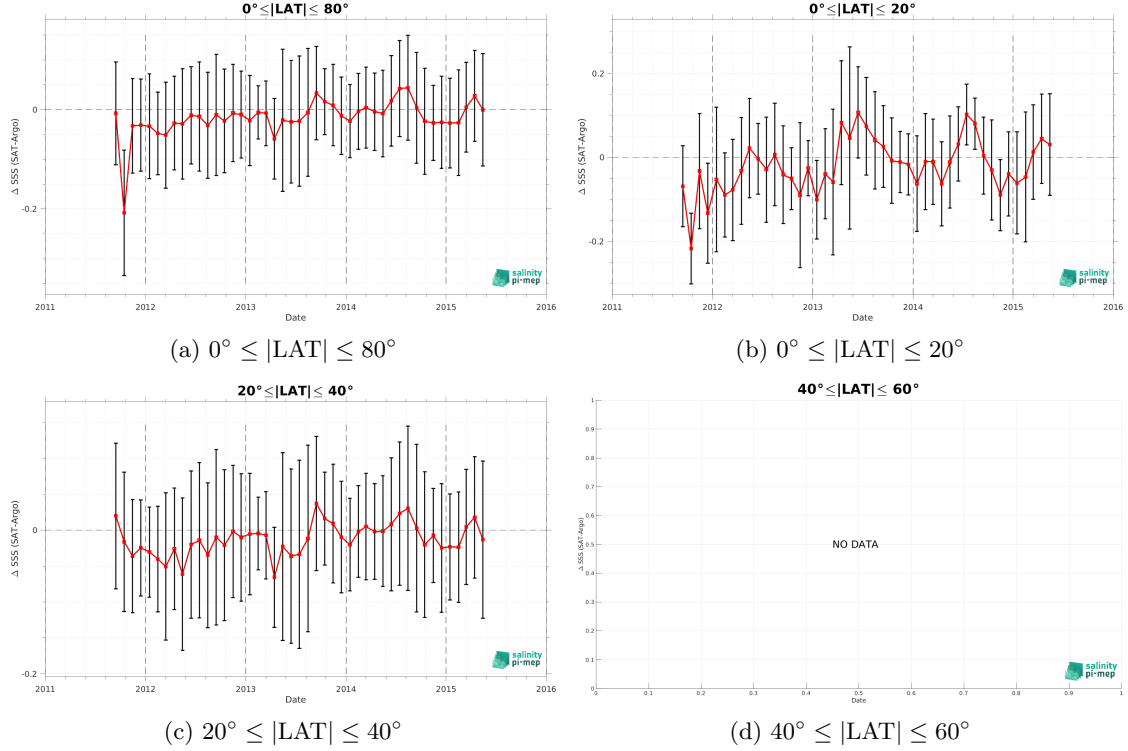 0°≤|LAT|≤ 80°
Δ SSS (SAT-Argo)
0
-0.2
2011 2012 2013 2014 2015 2016
Date
salinity
pi-mep
(a) 0° ≤ |LAT| ≤ 80°
0°≤|LAT|≤ 20°
Δ SSS (SAT-Argo)
0.2
0
-0.2
2011 2012 2013 2014 2015 2016
Date
salinity
pi-mep
(b) 0° ≤ |LAT| ≤ 20°
20°≤|LAT|≤ 40°
Δ SSS (SAT-Argo)
0
-0.2
2011 2012 2013 2014 2015 2016
Date
salinity
pi-mep
(c) 20° ≤ |LAT| ≤ 40°
40°≤|LAT|≤ 60°
Δ SSS (SAT-Argo)
1
0.9
0.8
0.7
0.6
0.5
0.4
0.3
0.2
0.1
0
NO DATA
0 0.1 0.2 0.3 0.4 0.5 0.6 0.7 0.8 0.9 1
Date
salinity
pi-mep
(d) 40° ≤ |LAT| ≤ 60°